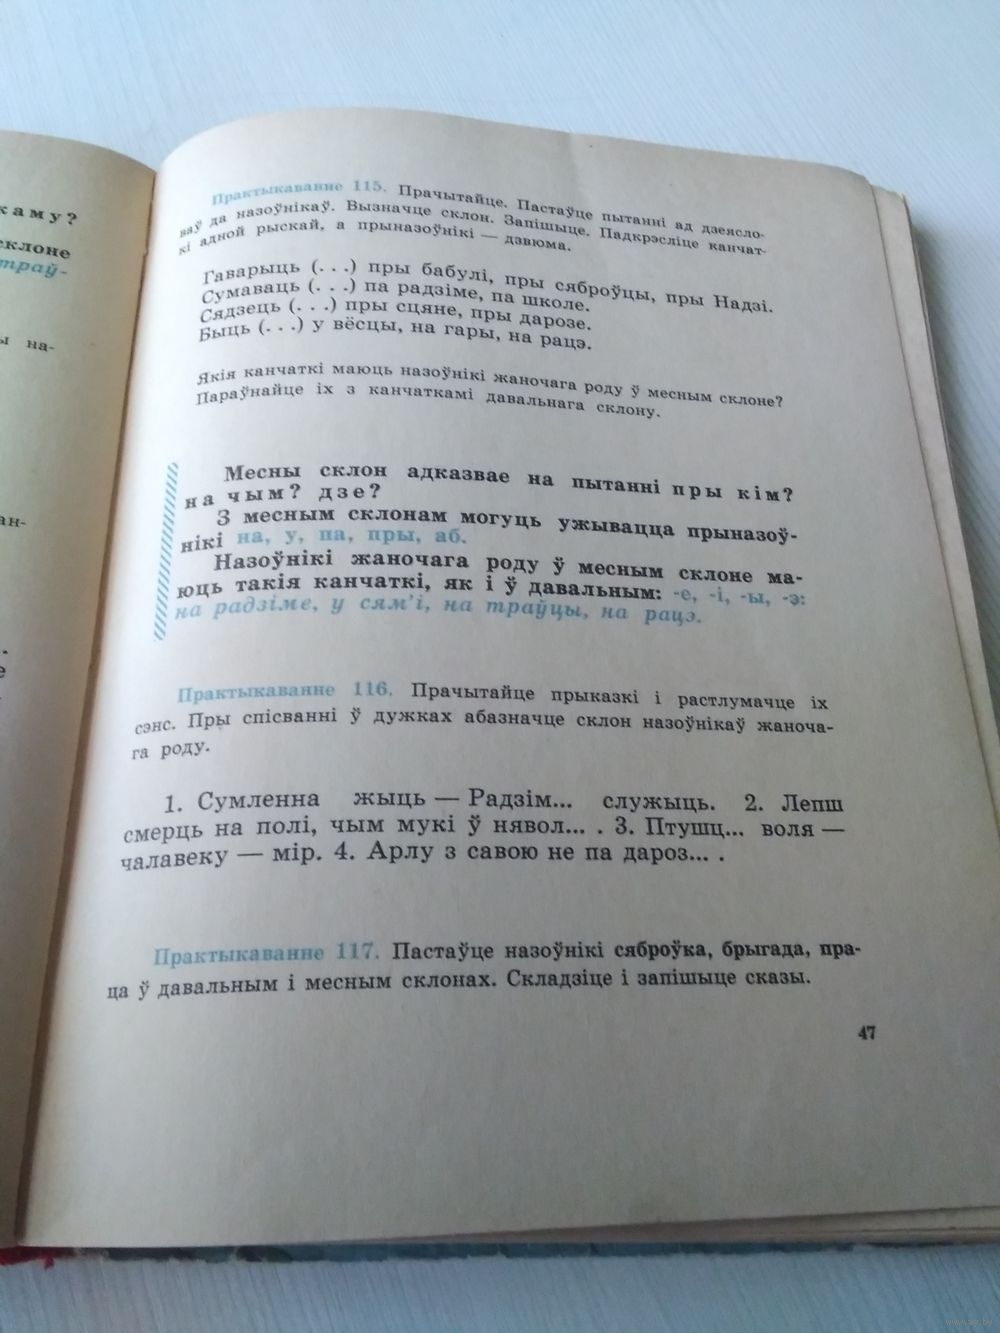 каму?
склоне
траў-
ы на-
ан-
Практыкаванне 115. Прачытайце. Пастаўце пытанні ад дзеясло-
ваў да назоўнікаў. Вызначце склон. Запішыце. Падкрэсліце канчат-
кі адной рыскай, а прыназоўнікі — дзвюма.
Гаварыць (. . .) пры бабулі, пры сяброўцы, пры Надзі.
Сумаваць (. . .) па радзіме, па школе.
Сядзець (. . .) пры сцяне, пры дарозе.
Быць (. . .) у вёсцы, на гары, на рацэ.
Якія канчаткі маюць назоўнікі жаночага роду ў месным склоне?
Параўнайце іх з канчаткамі давальнага склону.
Месны склон адказвае на пытанні пры кім?
на чым? дзе?
З месным склонам могуць ужывацца прыназоў-
нікі на, у, па, пры, аб.
Назоўнікі жаночага роду ў месным склоне ма-
юць такія канчаткі, як і ў давальным: -е, -і, -ы, -э:
на радзіме, у сям'і, на траўцы, на рацэ.
Практыкаванне 116. Прачытайце прыказкі і растлумачце іх
сэнс. Пры спісванні ў дужках абазначце склон назоўнікаў жаноча-
га роду.
1. Сумленна жыць — Радзім... служыць. 2. Лепш
смерць на полі, чым мукі ў нявол... . 3. Птушц... воля —
чалавеку — мір. 4. Арлу з савою не па дароз... .
Практыкаванне 117. Пастаўце назоўнікі сяброўка, брыгада, пра-
ца ў давальным і месным склонах. Складзіце і запішыце сказы.
47